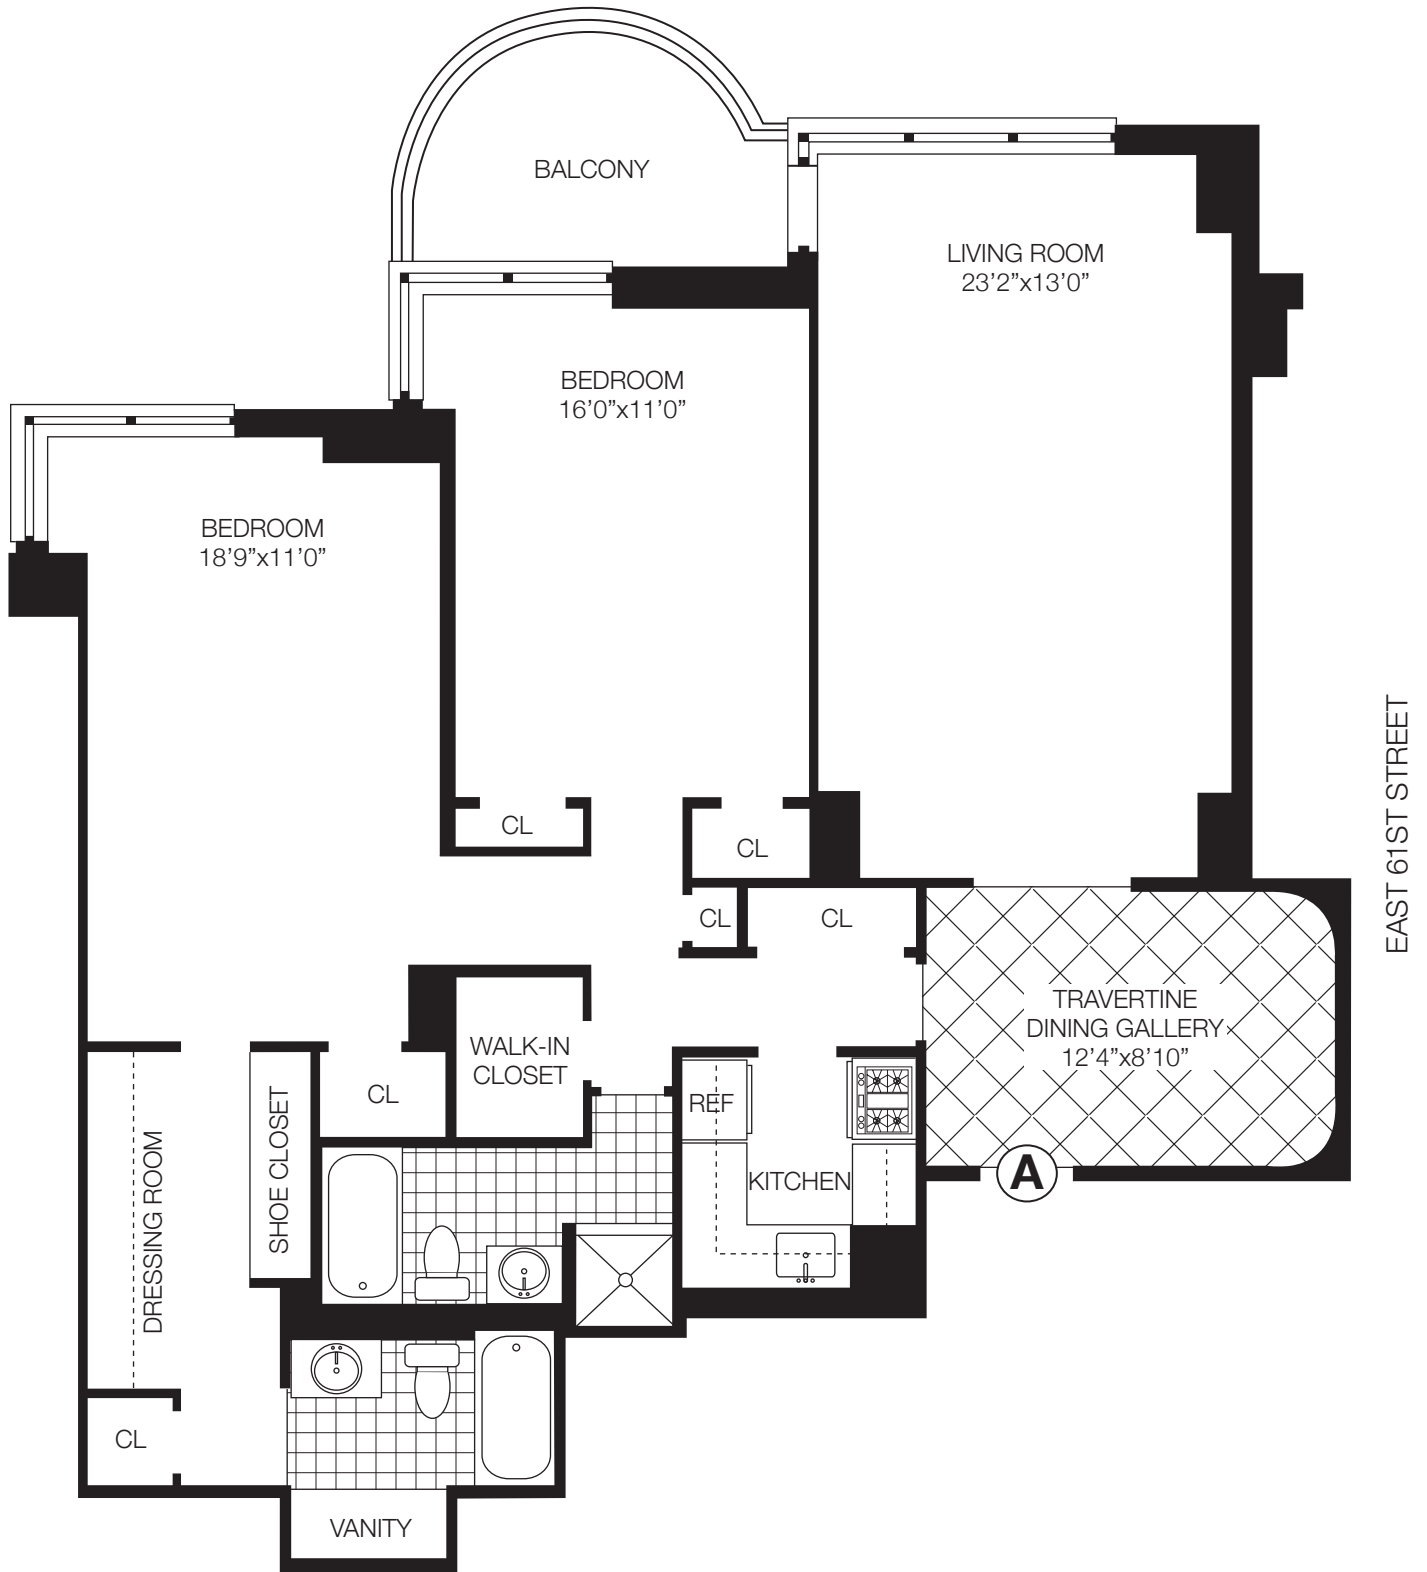 BALCONY
LIVING ROOM
23'2"x13'0"
BEDROOM
16'0"x11'0"
BEDROOM
18'9"x11'0"
EAST 61ST STREET
CL
CL
CL
CL
TRAVERTINE
DINING GALLERY
12'4"x8'10"
WALK-IN
CLOSET
CL
REF
SHOE CLOSET
DRESSING ROOM
KITCHEN
A
CL
VANITY